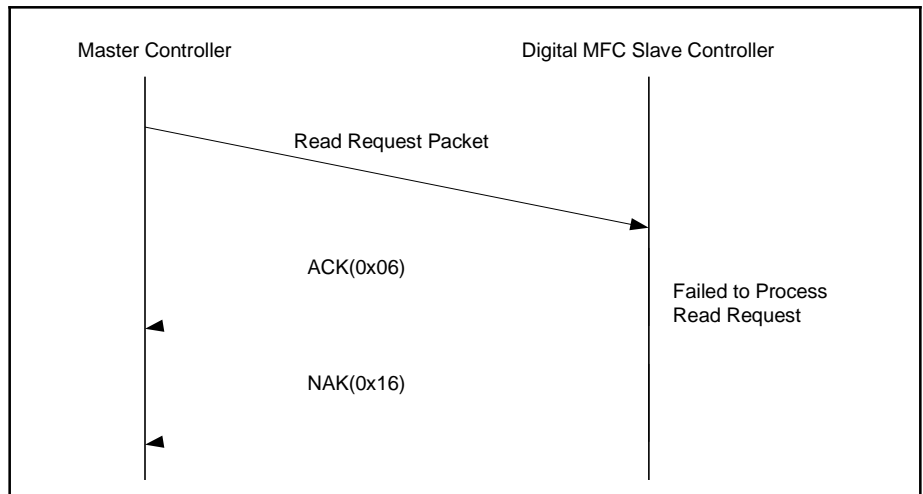 Master Controller
Digital MFC Slave Controller
Read Request Packet
ACK(0x06)
Failed to Process
Read Request
NAK(0x16)